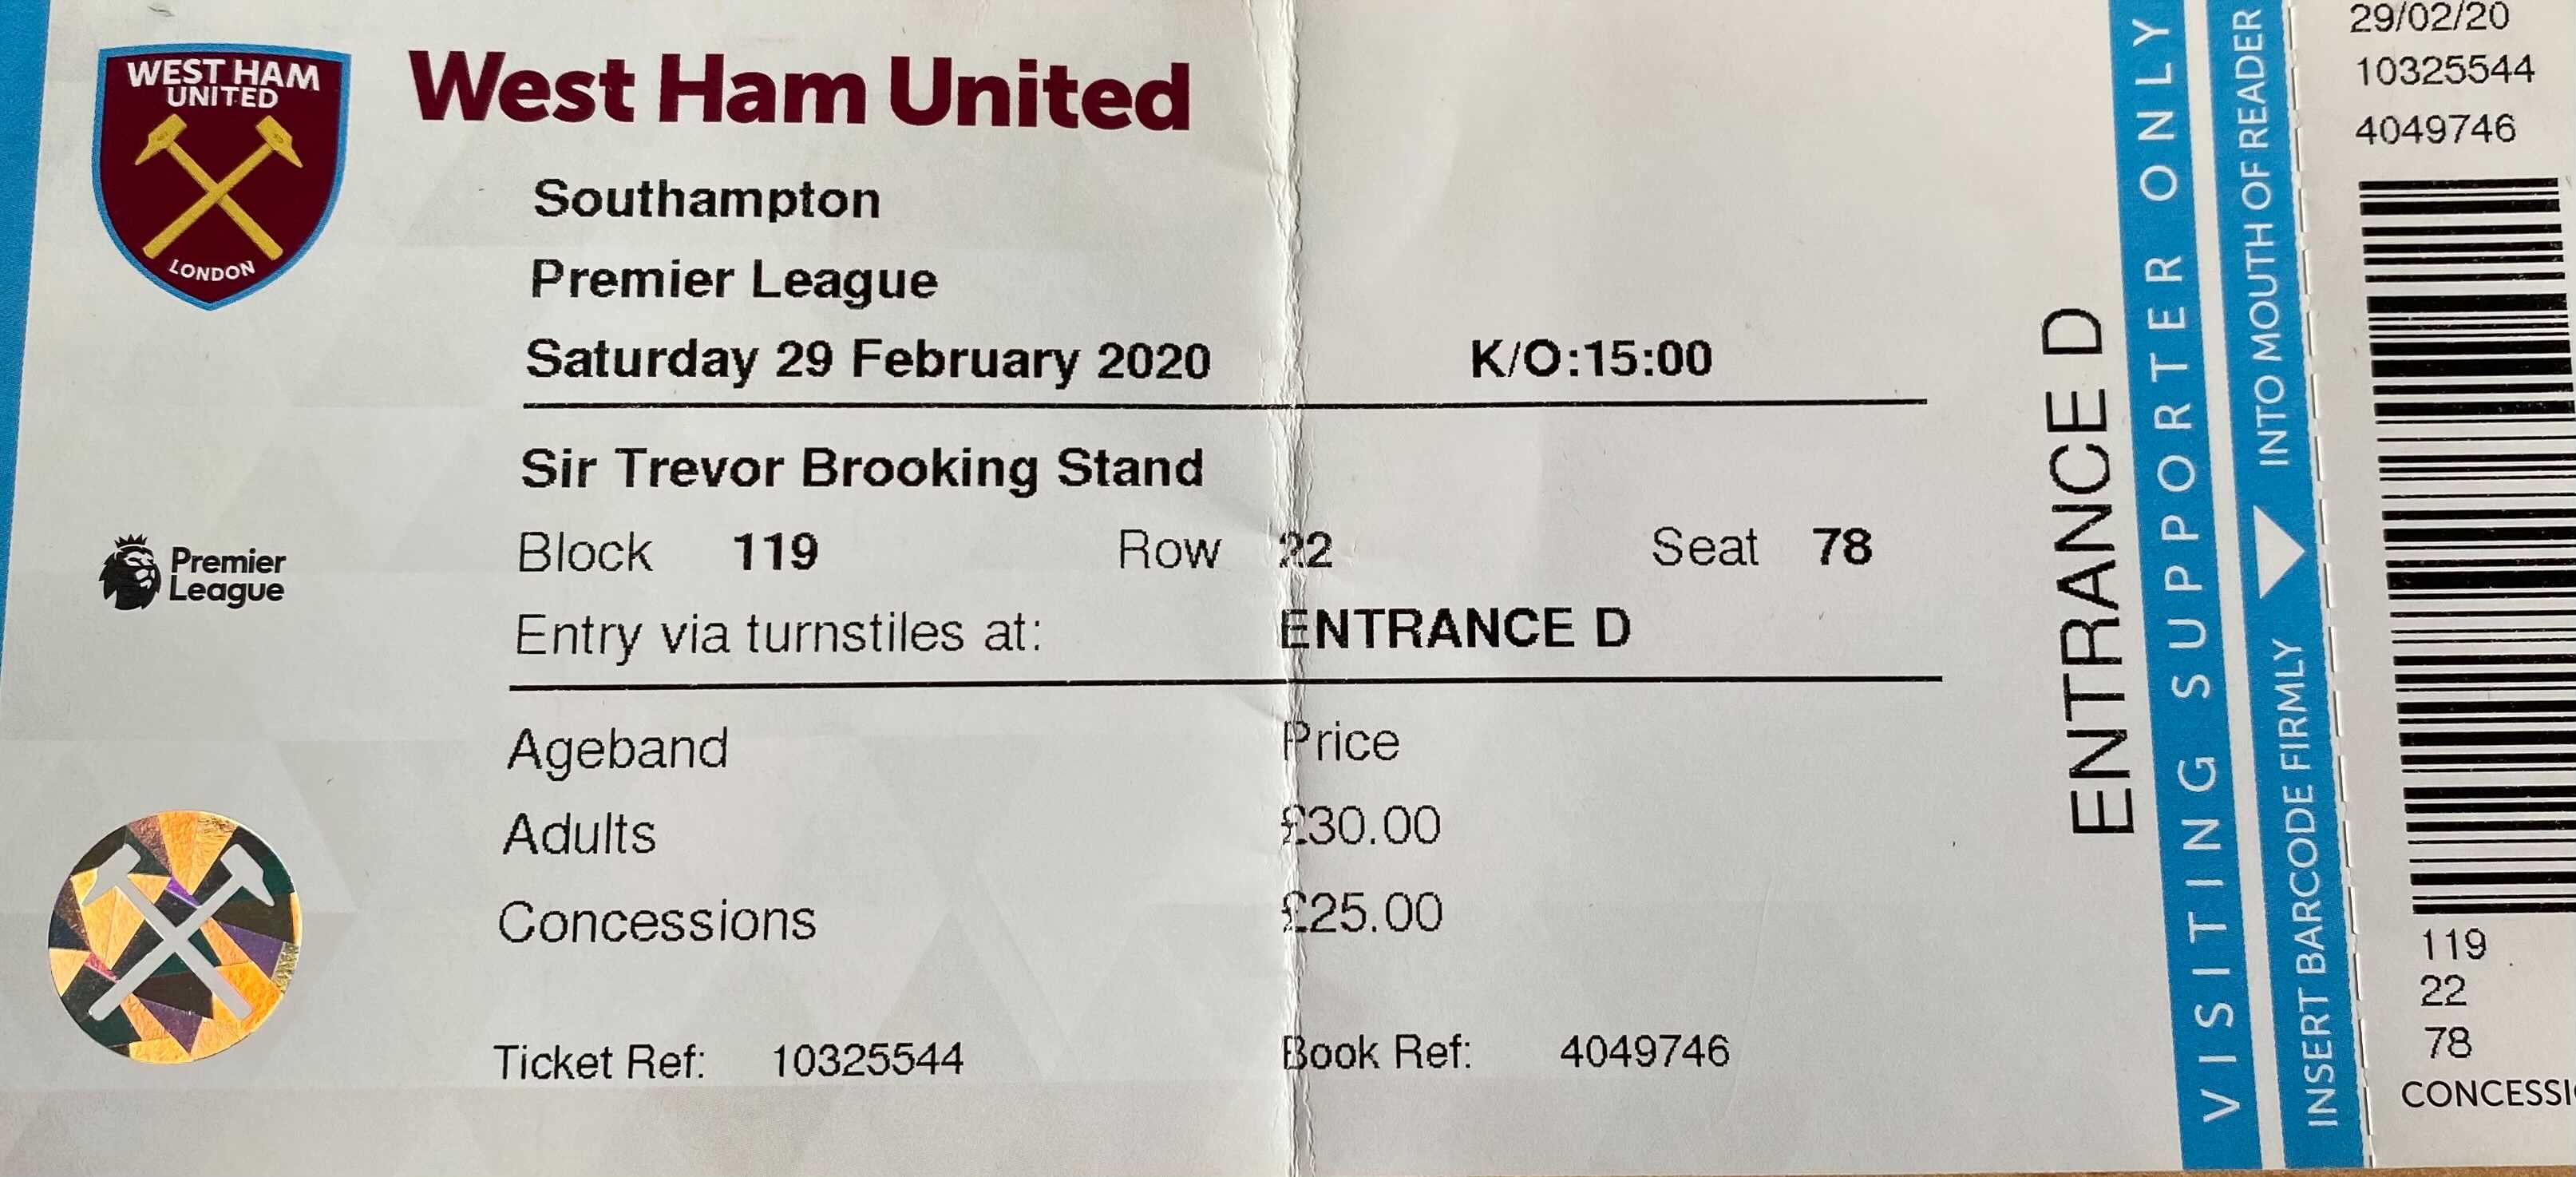 WEST HAM
UNITED
LONDON
West Ham United
Southampton
Premier League
Saturday 29 February 2020 K/O:15:00
Sir Trevor Brooking Stand
Block 119 Row 22 Seat 78
Entry via turnstiles at: ENTRANCE D
Premier
League
Ageband Price
Adults £30.00
Concessions £25.00
Ticket Ref: 10325544 Book Ref: 4049746
ENTRANCE D
VISITING SUPPORTER ONLY
INSERT BARCODE FIRMLY INTO MOUTH OF READER
29/02/20
10325544
4049746
119
22
78